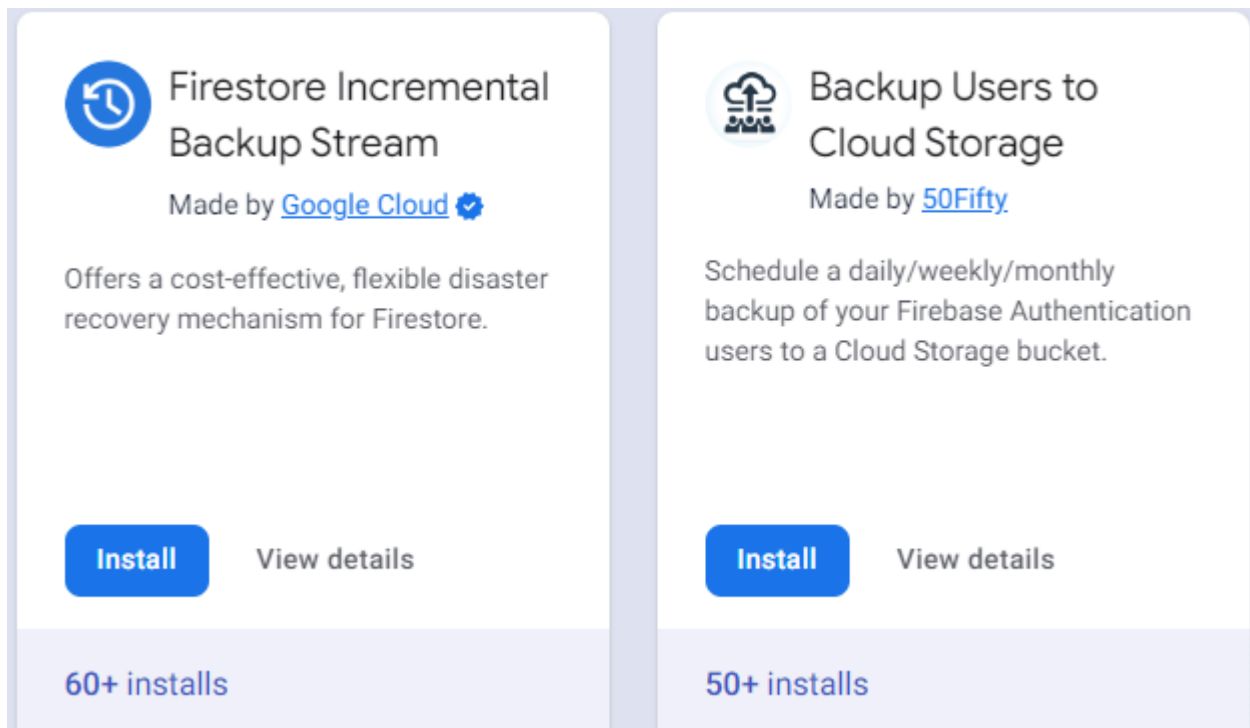 Firestore Incremental
Backup Stream
Made by Google Cloud
Offers a cost-effective, flexible disaster
recovery mechanism for Firestore.
Install
View details
60+ installs
Backup Users to
Cloud Storage
Made by 50Fifty
Schedule a daily/weekly/monthly
backup of your Firebase Authentication
users to a Cloud Storage bucket.
Install
View details
50+ installs